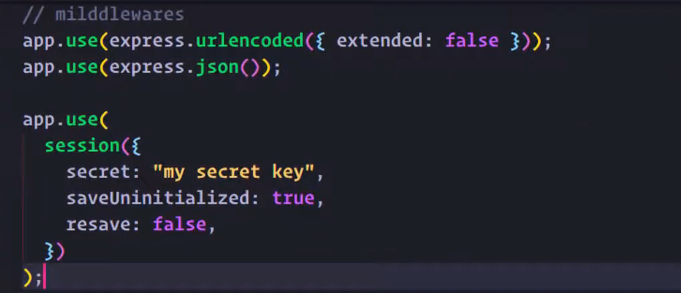 // milddlewares
app.use(express.urlencoded({ extended: false }));
app.use(express.json());
app.use(
session({
secret: "my secret key",
saveUninitialized: true,
resave: false,
})
);